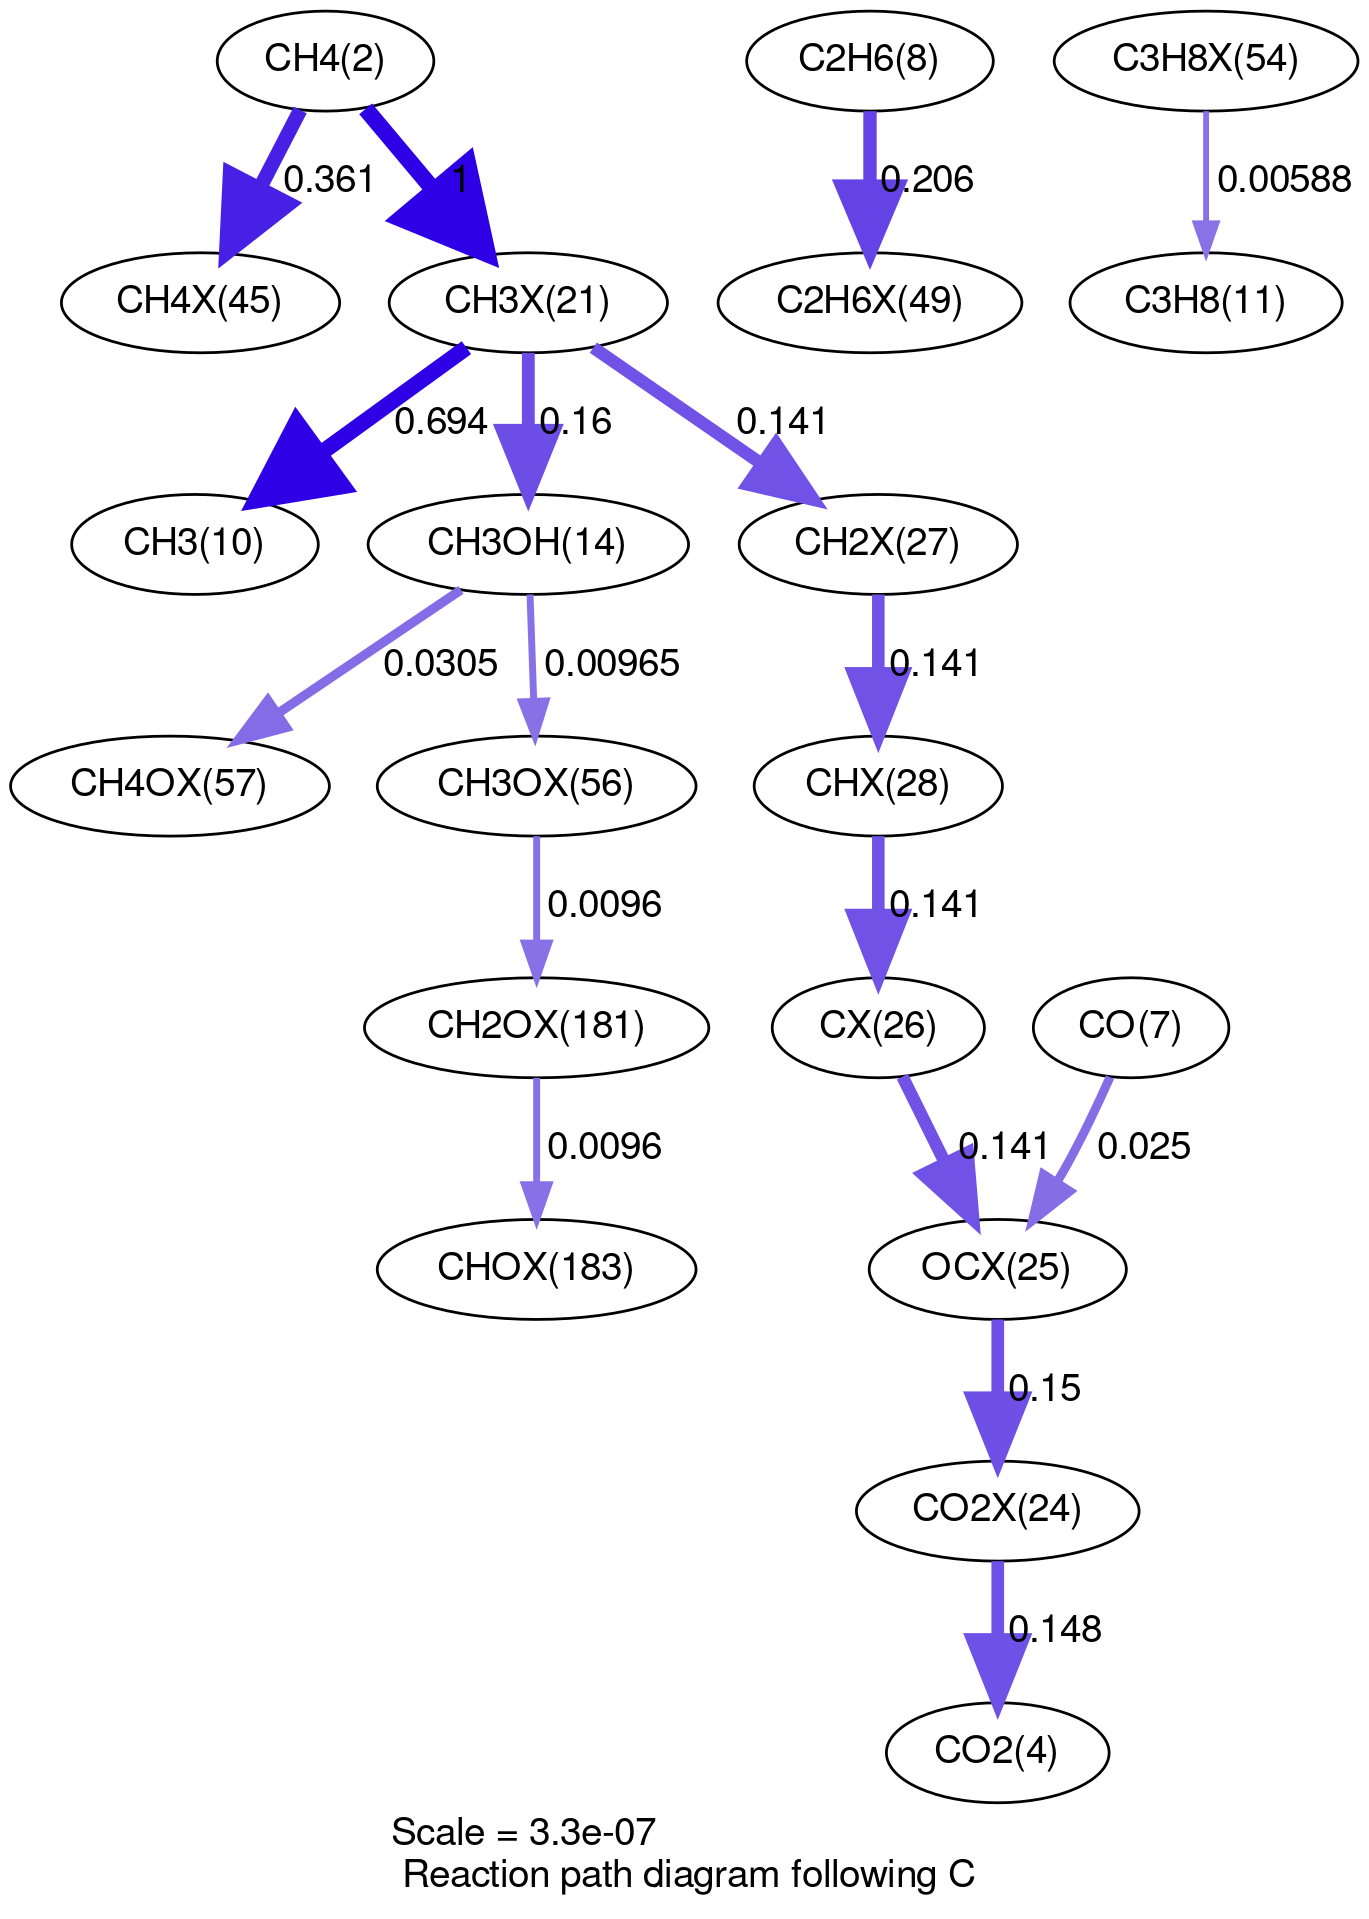 CH4(2)
C2H6(8)
C3H8X(54)
0.361
1
0.206
0.00588
CH4X(45)
CH3X(21)
C2H6X(49)
C3H8(11)
0.694
0.16
0.141
CH3(10)
CH3OH(14)
CH2X(27)
0.0305
0.00965
0.141
CH4OX(57)
CH3OX(56)
CHX(28)
0.0096
0.141
CH2OX(181)
CX(26)
CO(7)
0.0096
0.141
0.025
CHOX(183)
OCX(25)
0.15
CO2X(24)
0.148
CO2(4)
Scale = 3.3e-07
Reaction path diagram following C